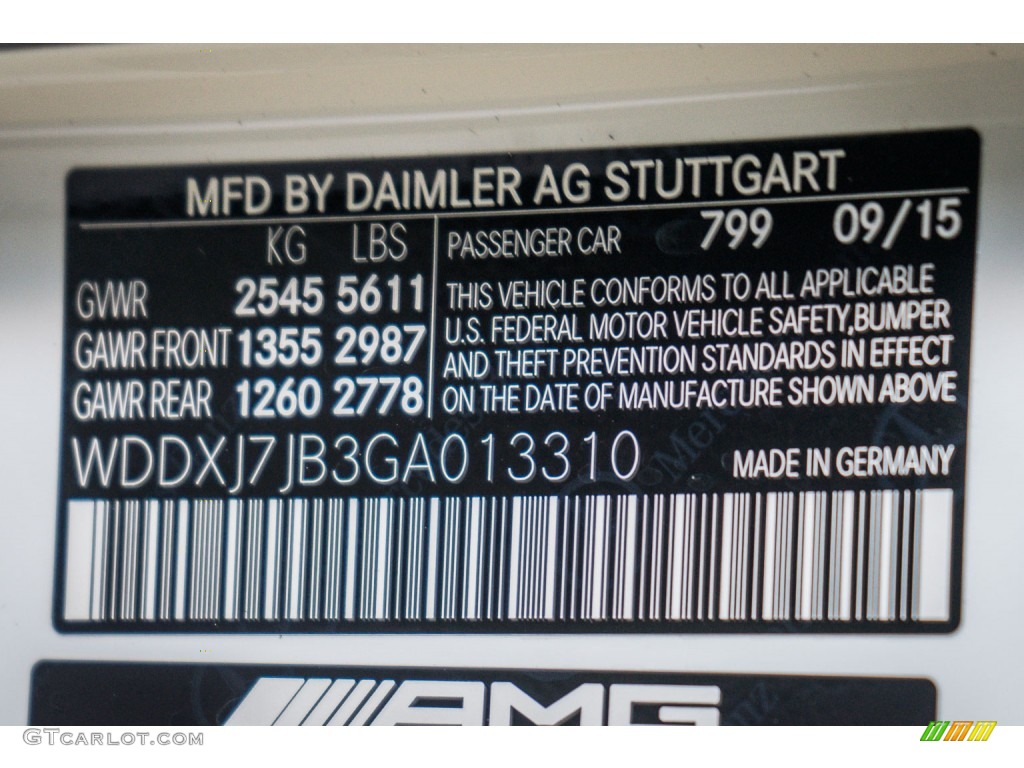 MFD BY DAIMLER AG STUTTGART
KG LBS
GVWR 2545 5611
GAWR FRONT 1355 2987
GAWR REAR 1260 2778
PASSENGER CAR 799 09/15
THIS VEHICLE CONFORMS TO ALL APPLICABLE
U.S. FEDERAL MOTOR VEHICLE SAFETY,BUMPER
AND THEFT PREVENTION STANDARDS IN EFFECT
ON THE DATE OF MANUFACTURE SHOWN ABOVE
WDDXJ7JB3GA013310
MADE IN GERMANY
AMG
GTCARLOT.COM